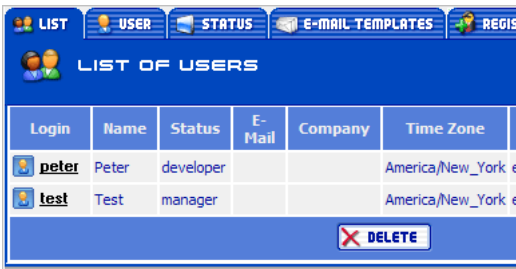 LIST USER STATUS E-MAIL TEMPLATES
LIST OF USERS
Login Name Status E-Mail Company Time Zone
peter Peter developer America/New_York
test Test manager America/New_York
DELETE